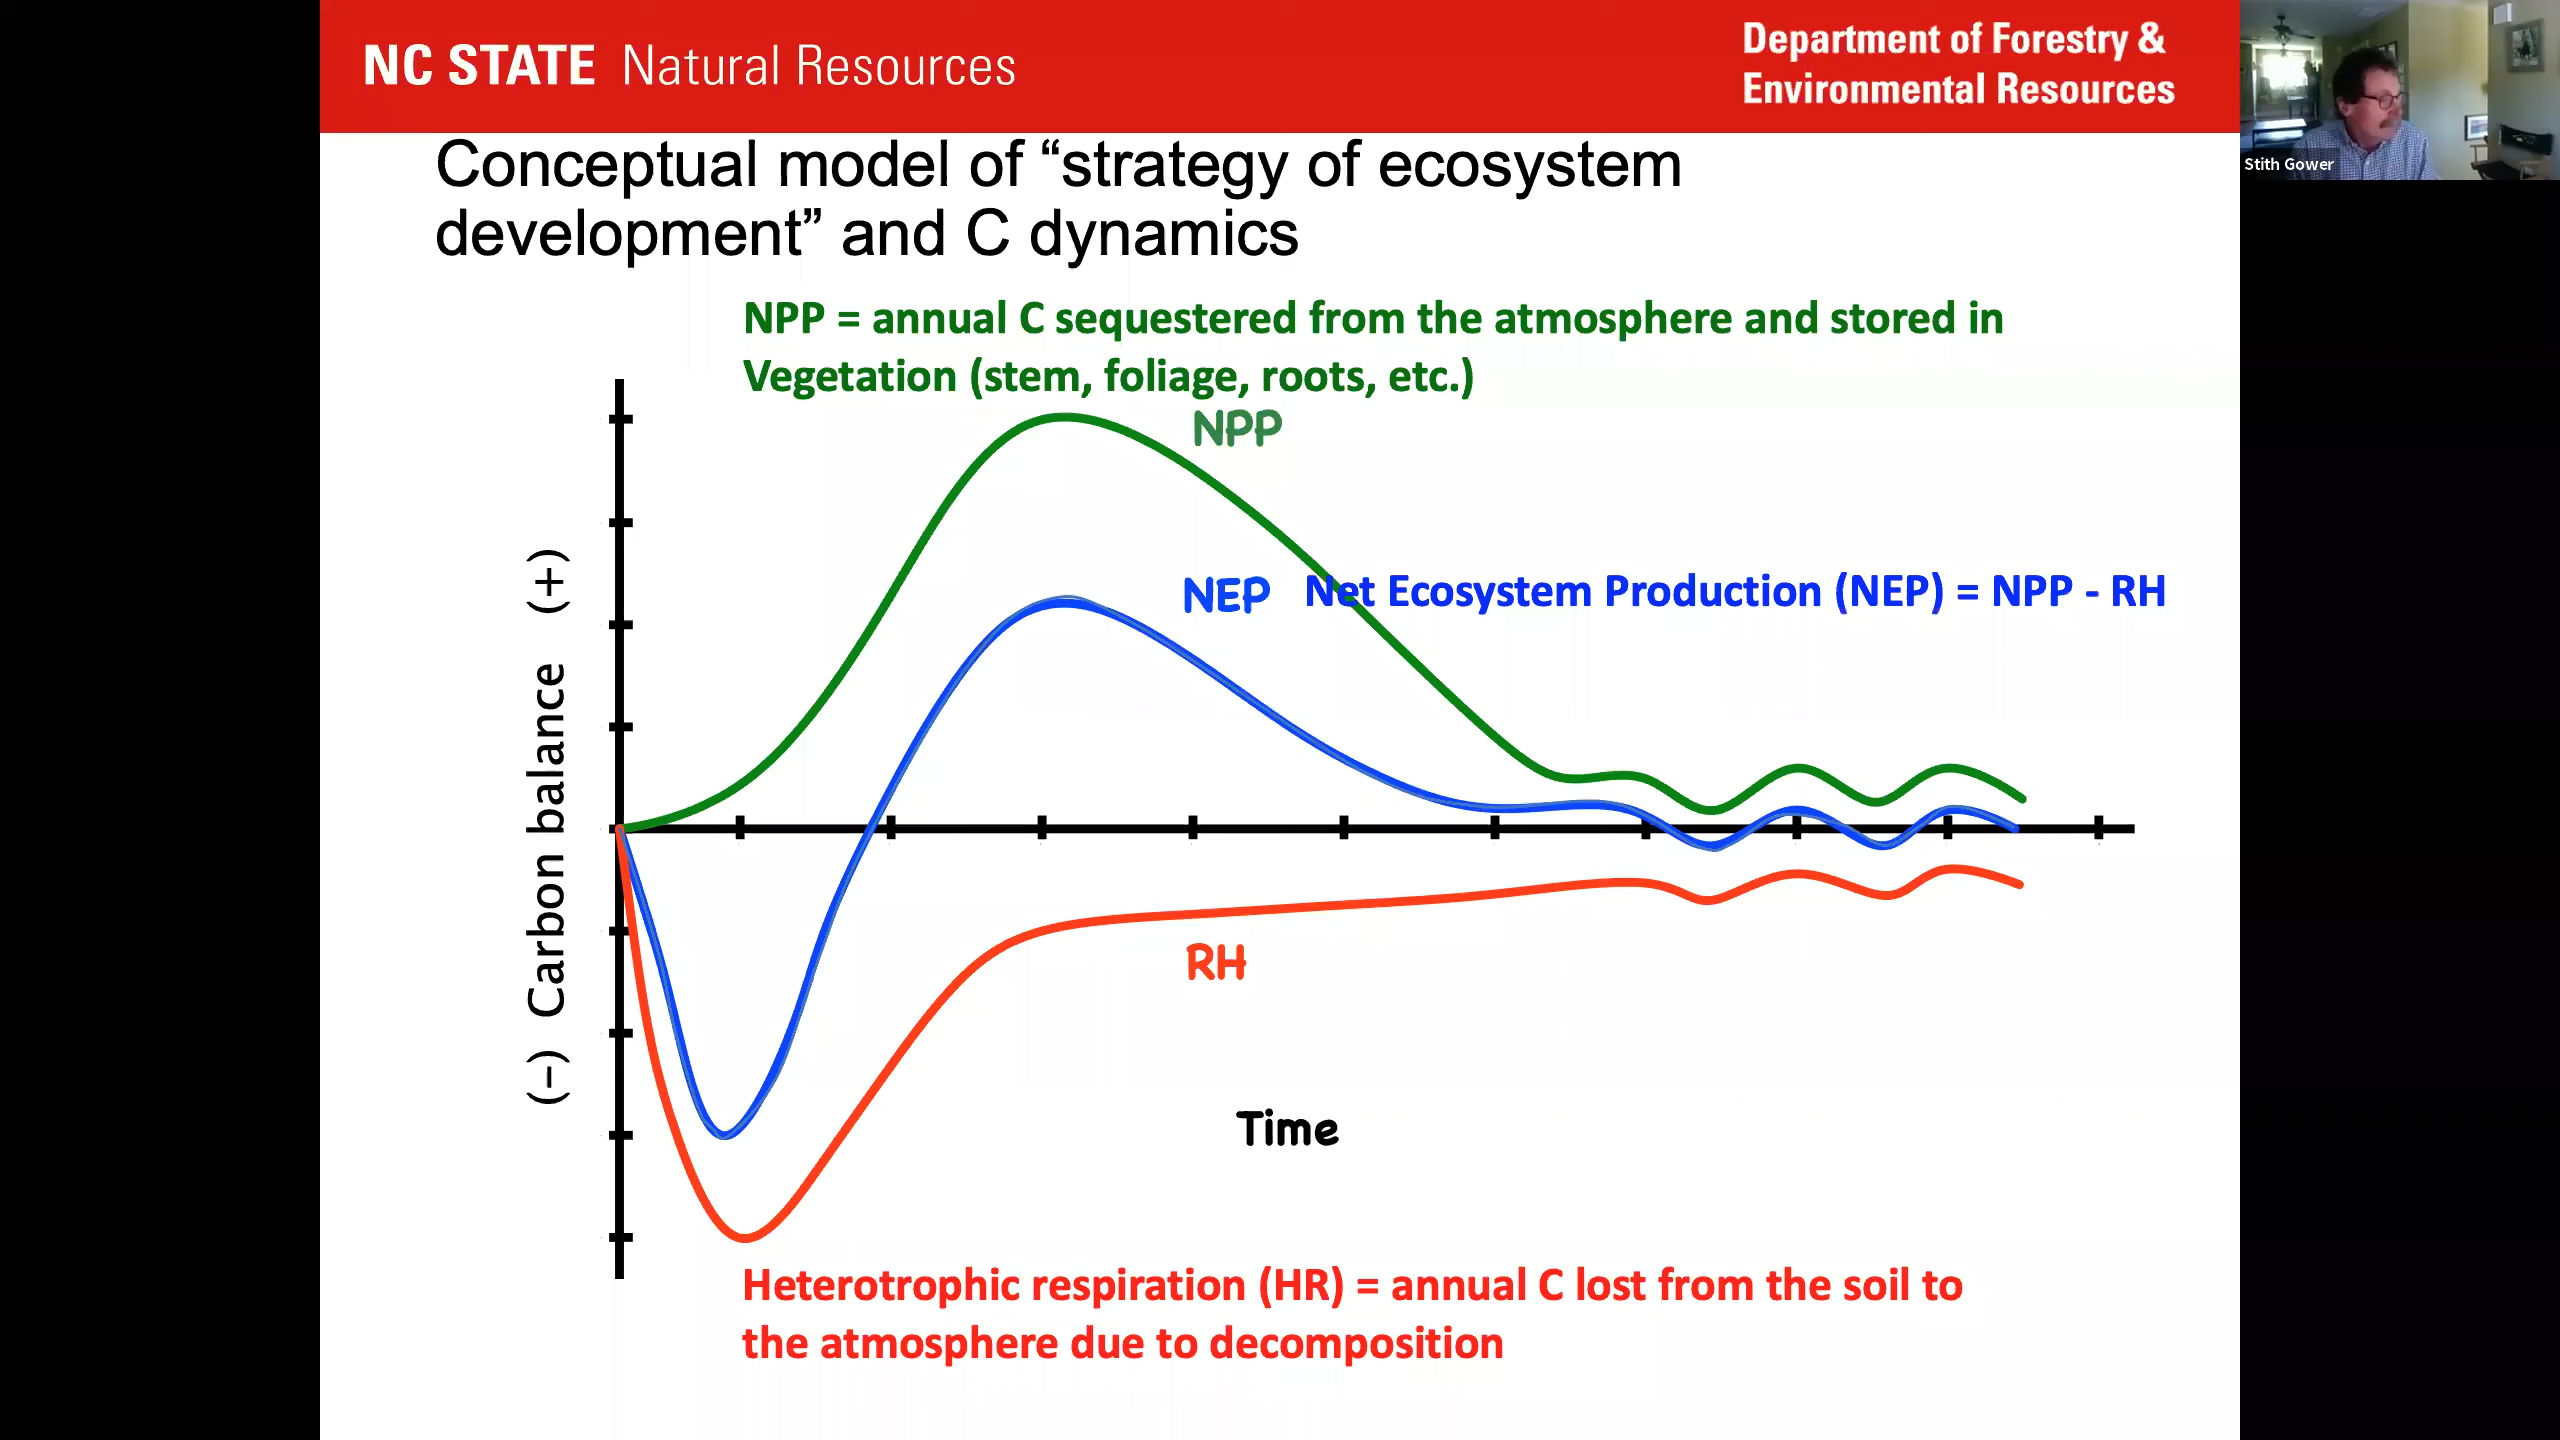 NC STATE Natural Resources
Department of Forestry &
Environmental Resources
Stith Gower
Conceptual model of “strategy of ecosystem
development” and C dynamics
NPP = annual C sequestered from the atmosphere and stored in
Vegetation (stem, foliage, roots, etc.)
NPP
NEP
Net Ecosystem Production (NEP) = NPP - RH
(−) Carbon balance (+)
RH
Time
Heterotrophic respiration (HR) = annual C lost from the soil to
the atmosphere due to decomposition